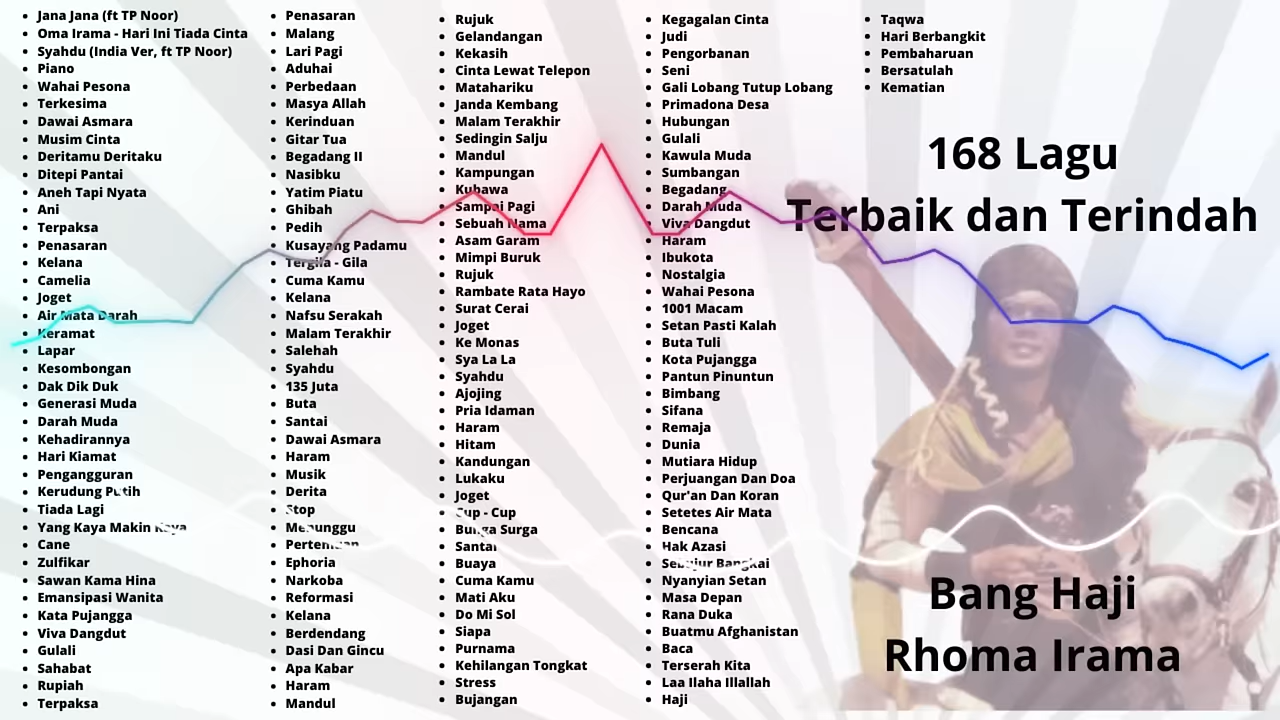 Jana Jana (ft TP Noor)
Oma Irama - Hari Ini Tiada Cinta
Syahdu (India Ver, ft TP Noor)
Piano
Wahai Pesona
Terkesima
Dawai Asmara
Musim Cinta
Deritamu Deritaku
Ditepi Pantai
Aneh Tapi Nyata
Ani
Terpaksa
Penasaran
Kelana
Camelia
Joget
Air Mata Darah
Keramat
Lapar
Kesombongan
Dak Dik Duk
Generasi Muda
Darah Muda
Kehadirannya
Hari Kiamat
Pengangguran
Kerudung Putih
Tiada Lagi
Yang Kaya Makin Kaya
Cane
Zulfikar
Sawan Kama Hina
Emansipasi Wanita
Kata Pujangga
Viva Dangdut
Gulali
Sahabat
Rupiah
Terpaksa
Penasaran
Malang
Lari Pagi
Aduhai
Perbedaan
Masya Allah
Kerinduan
Gitar Tua
Begadang II
Nasibku
Yatim Piatu
Ghibah
Pedih
Kusayang Padamu
Tergila - Gila
Cuma Kamu
Kelana
Nafsu Serakah
Malam Terakhir
Salehah
Syahdu
135 Juta
Buta
Santai
Dawai Asmara
Haram
Musik
Derita
Stop
Menunggu
Pertemuan
Ephoria
Narkoba
Reformasi
Kelana
Berdendang
Dasi Dan Gincu
Apa Kabar
Haram
Mandul
Rujuk
Gelandangan
Kekasih
Cinta Lewat Telepon
Matahariku
Janda Kembang
Malam Terakhir
Sedingin Salju
Mandul
Kampungan
Kubawa
Sampai Pagi
Sebuah Nama
Asam Garam
Mimpi Buruk
Rujuk
Rambate Rata Hayo
Surat Cerai
Joget
Ke Monas
Sya La La
Syahdu
Ajojing
Pria Idaman
Haram
Hitam
Kandungan
Lukaku
Joget
Cup - Cup
Bunga Surga
Santai
Buaya
Cuma Kamu
Mati Aku
Do Mi Sol
Siapa
Purnama
Kehilangan Tongkat
Stress
Bujangan
Kegagalan Cinta
Judi
Pengorbanan
Seni
Gali Lobang Tutup Lobang
Primadona Desa
Hubungan
Gulali
Kawula Muda
Sumbangan
Begadang
Darah Muda
Viva Dangdut
Haram
Ibukota
Nostalgia
Wahai Pesona
1001 Macam
Setan Pasti Kalah
Buta Tuli
Kota Pujangga
Pantun Pinuntun
Bimbang
Sifana
Remaja
Dunia
Mutiara Hidup
Perjuangan Dan Doa
Qur'an Dan Koran
Setetes Air Mata
Bencana
Hak Azasi
Sebujur Bangkai
Nyanyian Setan
Masa Depan
Rana Duka
Buatmu Afghanistan
Baca
Terserah Kita
Laa Ilaha Illallah
Haji
Taqwa
Hari Berbangkit
Pembaharuan
Bersatulah
Kematian
168 Lagu
Terbaik dan Terindah
Bang Haji
Rhoma Irama